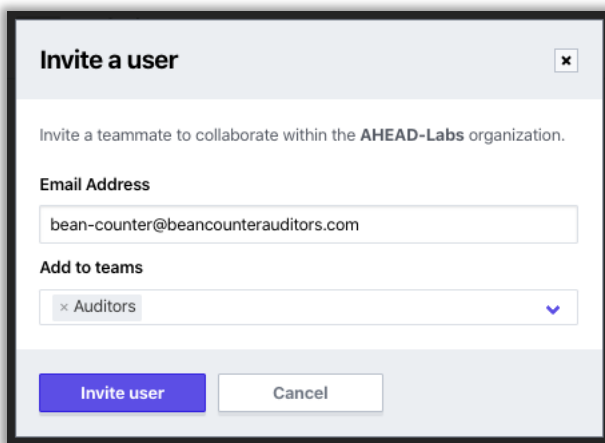 Invite a user
Invite a teammate to collaborate within the AHEAD-Labs organization.
Email Address
bean-counter@beancounterauditors.com
Add to teams
× Auditors
Invite user
Cancel